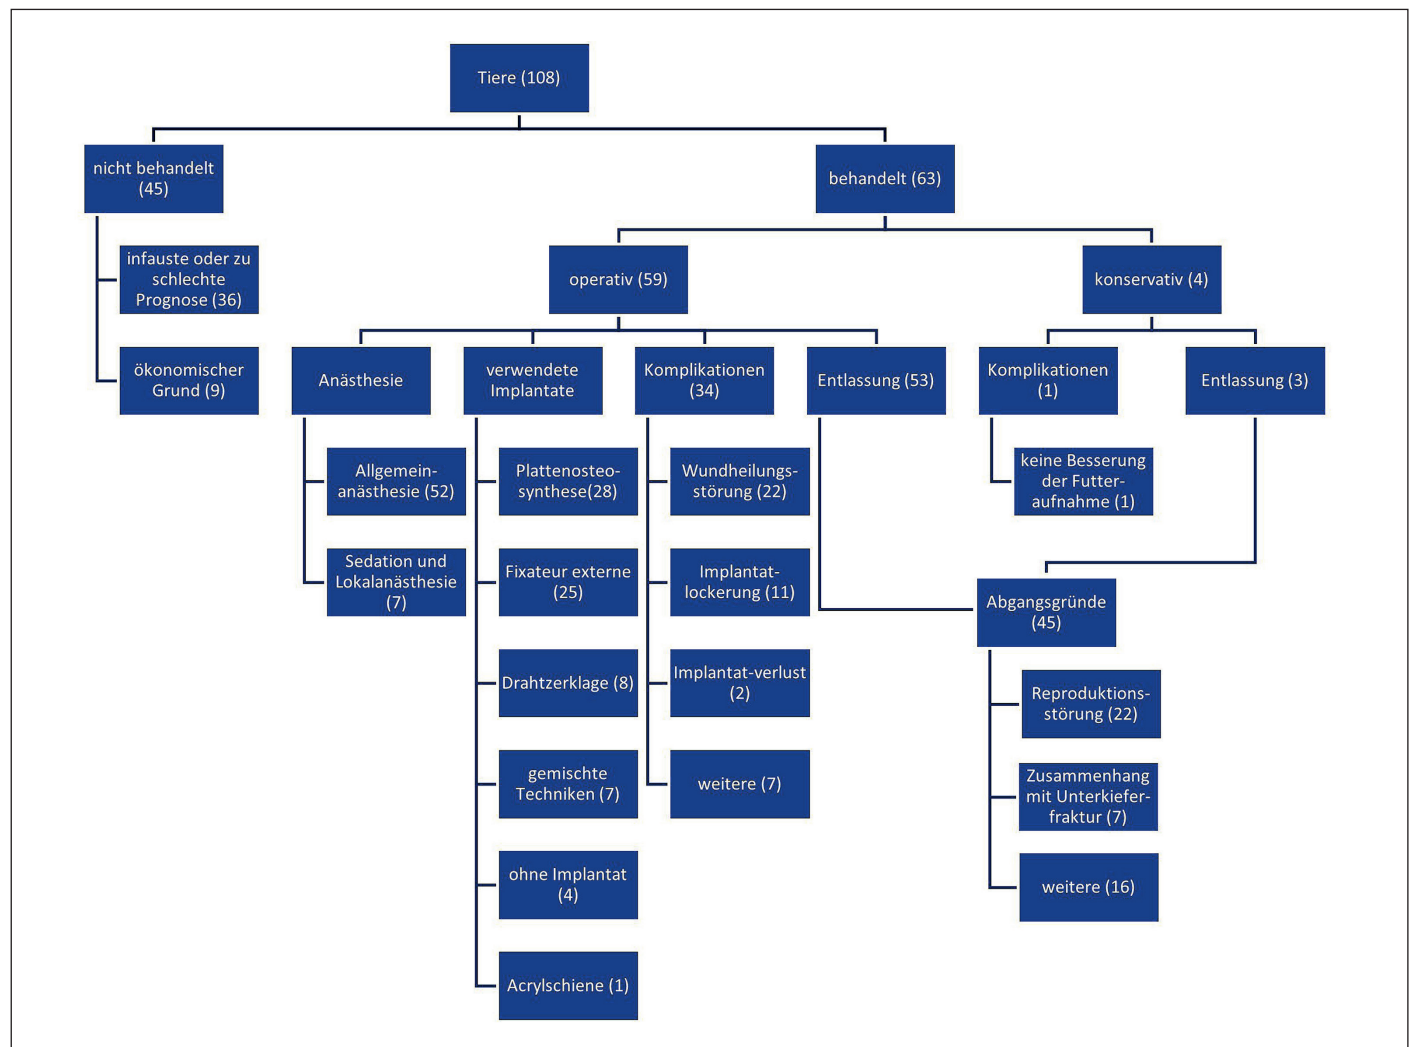 Tiere (108)
nicht behandelt
(45)
behandelt (63)
infauste oder zu
schlechte
Prognose (36)
operativ (59)
konservativ (4)
ökonomischer
Grund (9)
Anästhesie
verwendete
Implantate
Komplikationen
(34)
Entlassung (53)
Komplikationen
(1)
Entlassung (3)
Allgemein-
anästhesie (52)
Plattenosteo-
synthese(28)
Wundheilungs-
störung (22)
keine Besserung
der Futter-
aufnahme (1)
Sedation und
Lokalanästhesie
(7)
Fixateur externe
(25)
Implantat-
lockerung (11)
Abgangsgründe
(45)
Drahtzerklage (8)
Implantat-verlust
(2)
Reproduktions-
störung (22)
gemischte
Techniken (7)
weitere (7)
Zusammenhang
mit Unterkiefer-
fraktur (7)
ohne Implantat
(4)
weitere (16)
Acrylschiene (1)